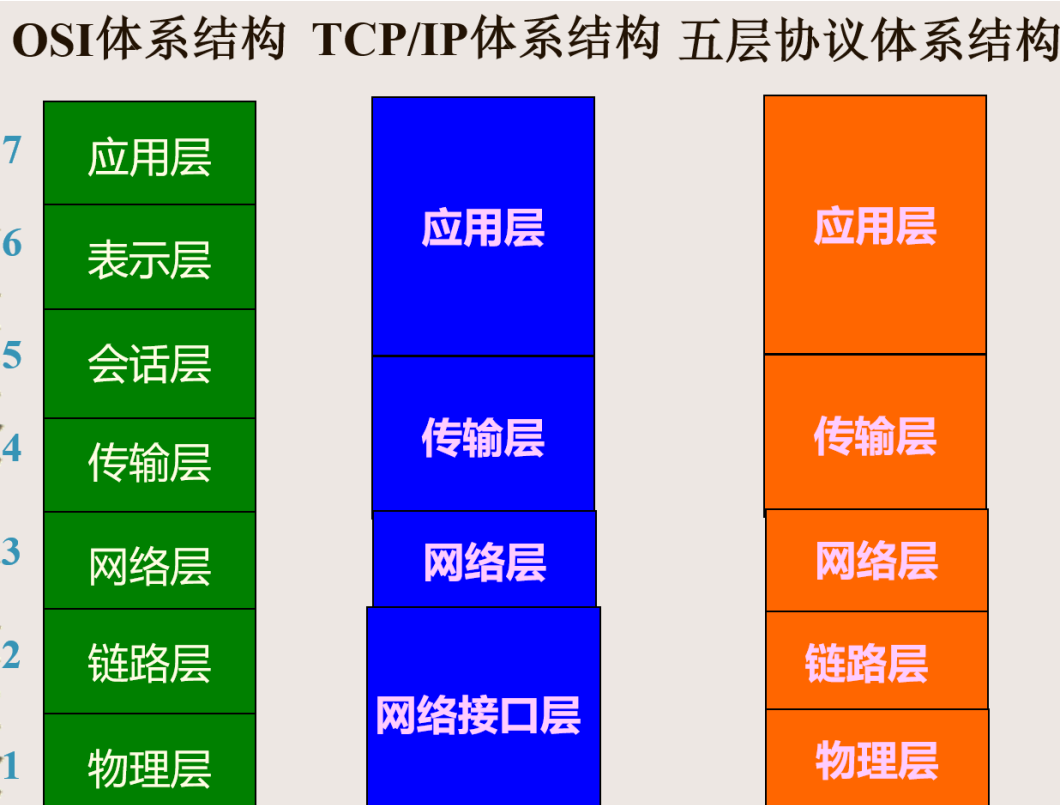 OSI体系结构 TCP/IP体系结构 五层协议体系结构
7 应用层
6 表示层
5 会话层
4 传输层
3 网络层
2 链路层
1 物理层
应用层
传输层
网络层
网络接口层
应用层
传输层
网络层
链路层
物理层